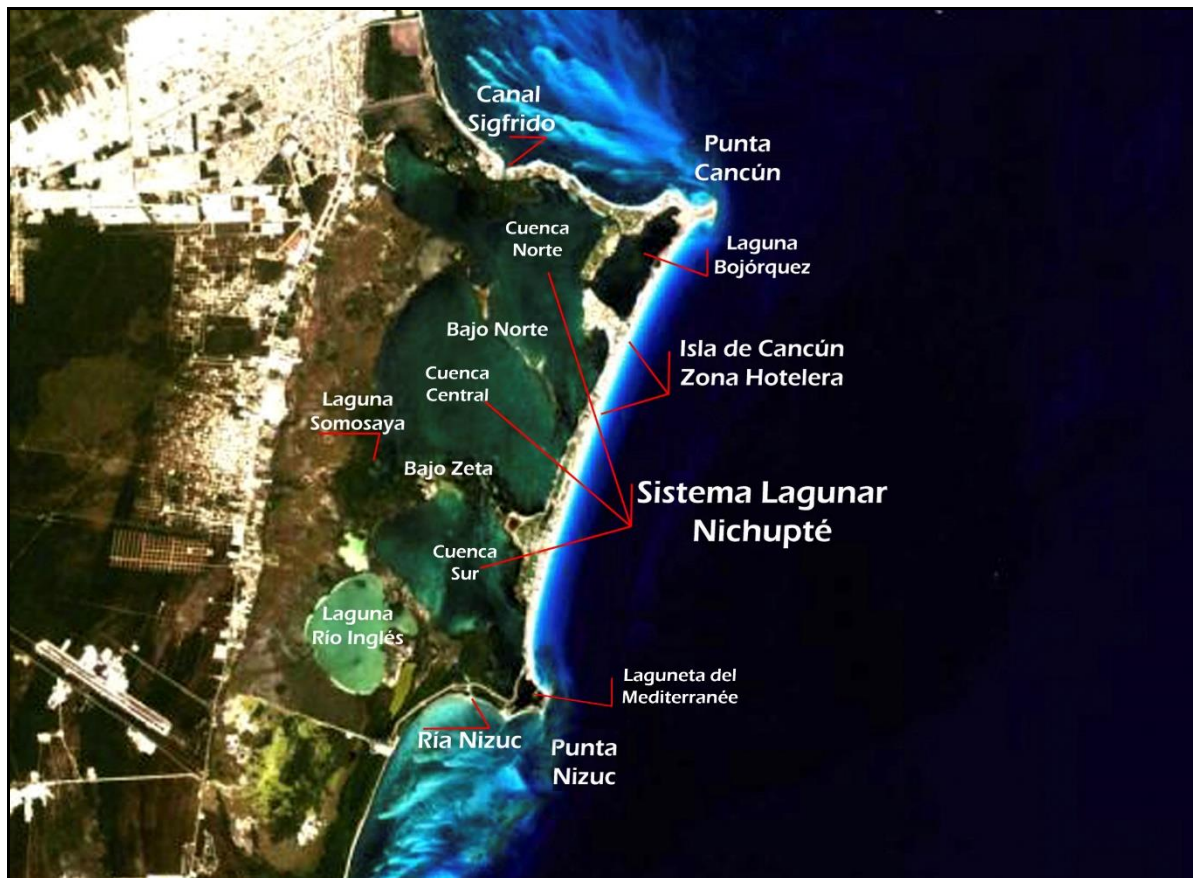 Canal
Sigfrido
Punta
Cancún
Cuenca
Norte
Laguna
Bojórquez
Bajo Norte
Isla de Cancún
Zona Hotelera
Cuenca
Central
Laguna
Somosaya
Bajo Zeta
Sistema Lagunar
Nichupté
Cuenca
Sur
Laguna
Río Inglés
Laguneta del
Mediterranée
Ría Nizuc
Punta
Nizuc